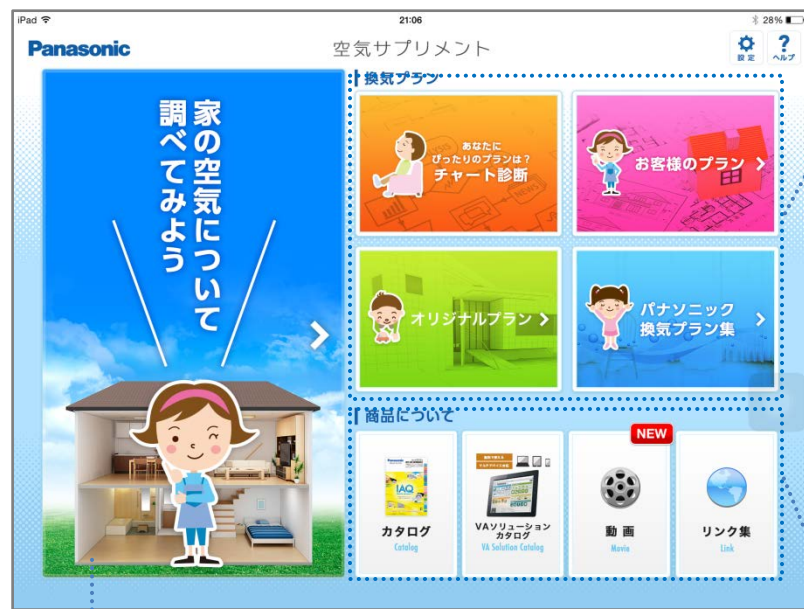 iPad
21:06
28%
Panasonic
空気サプリメント
設定
?
ヘルプ
家の空気について
調べてみよう
換気プラン
あなたに
ぴったりのプランは?
チャート診断
お客様のプラン
オリジナルプラン
パナソニック
換気プラン集
商品について
カタログ
Catalog
VAソリューション
カタログ
VA Solution Catalog
NEW
動画
Movie
リンク集
Link
Panasonic
IAQ
NEWS